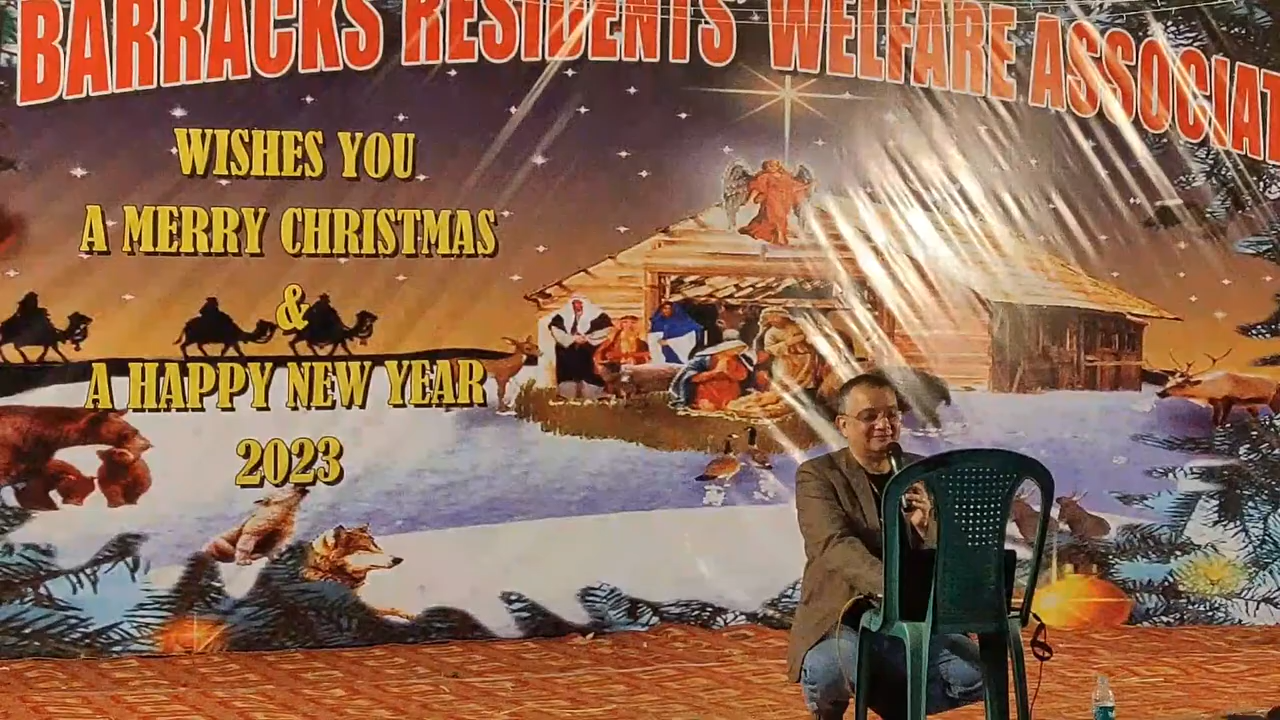 BARRACKS RESIDENTS WELFARE ASSOCIAT
WISHES YOU
A MERRY CHRISTMAS
&
A HAPPY NEW YEAR
2023